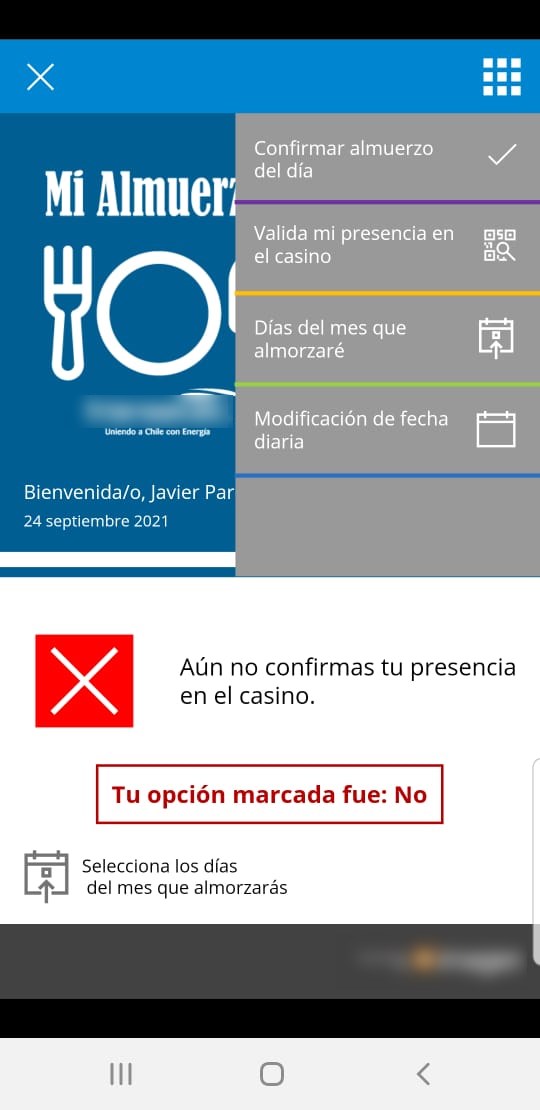 Mi Almuer
Uniendo a Chile con Energía
Bienvenida/o, Javier Par
24 septiembre 2021
Confirmar almuerzo
del día
Valida mi presencia en
el casino
Días del mes que
almorzaré
Modificación de fecha
diaria
Aún no confirmas tu presencia
en el casino.
Tu opción marcada fue: No
Selecciona los días
del mes que almorzarás